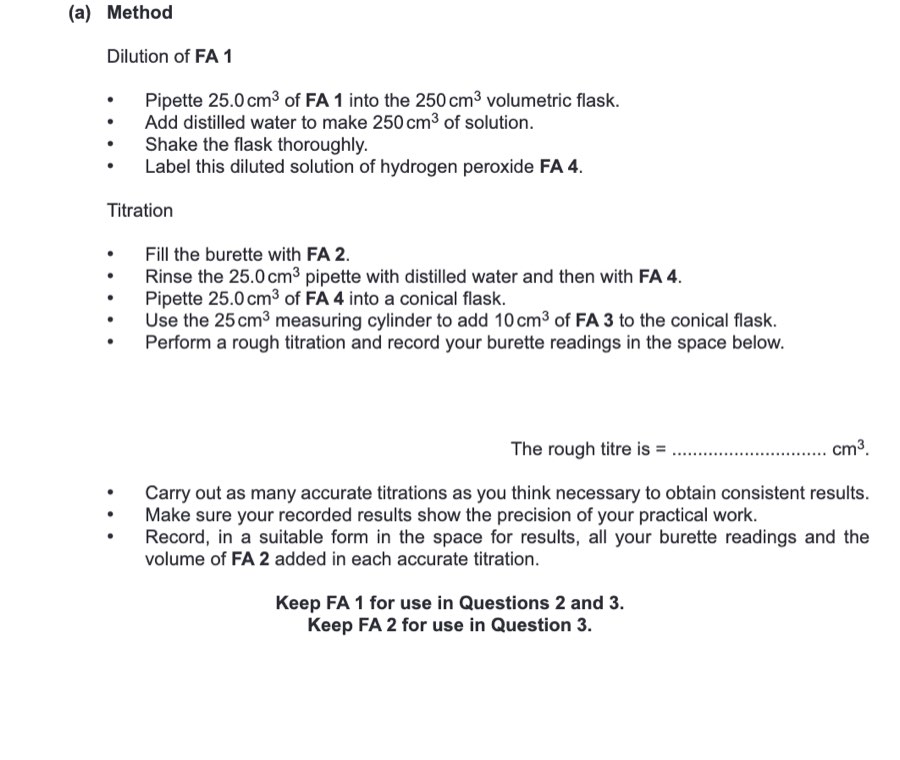 (a) Method
Dilution of FA 1
• Pipette 25.0 cm³ of FA 1 into the 250 cm³ volumetric flask.
• Add distilled water to make 250 cm³ of solution.
• Shake the flask thoroughly.
• Label this diluted solution of hydrogen peroxide FA 4.
Titration
• Fill the burette with FA 2.
• Rinse the 25.0 cm³ pipette with distilled water and then with FA 4.
• Pipette 25.0 cm³ of FA 4 into a conical flask.
• Use the 25 cm³ measuring cylinder to add 10 cm³ of FA 3 to the conical flask.
• Perform a rough titration and record your burette readings in the space below.
The rough titre is = .............................. cm³.
• Carry out as many accurate titrations as you think necessary to obtain consistent results.
• Make sure your recorded results show the precision of your practical work.
• Record, in a suitable form in the space for results, all your burette readings and the
volume of FA 2 added in each accurate titration.
Keep FA 1 for use in Questions 2 and 3.
Keep FA 2 for use in Question 3.